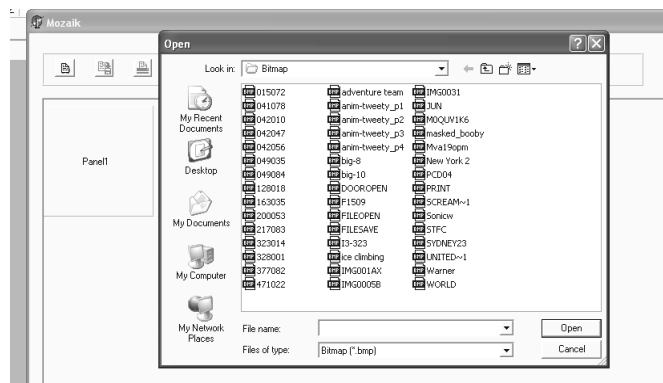 Mozaik
Open
Look in:
Bitmap
My Recent
Documents
Desktop
My Documents
My Computer
My Network
Places
015072
041078
042010
042047
042056
049035
049084
128018
163035
200053
217083
323014
328001
377082
471022
adventure team
anim-tweety_p1
anim-tweety_p2
anim-tweety_p3
anim-tweety_p4
big-8
big-10
DOOROPEN
F1509
FILEOPEN
FILESAVE
I3-323
ice climbing
IMG001AX
IMG0005B
IMG0031
JUN
M0QUV1K6
masked_booby
Mva19opm
New York 2
PCD04
PRINT
SCREAM~1
Sonicw
STFC
SYDNEY23
UNITED~1
Warner
WORLD
File name:
Open
Files of type:
Bitmap (*.bmp)
Cancel
Panel1